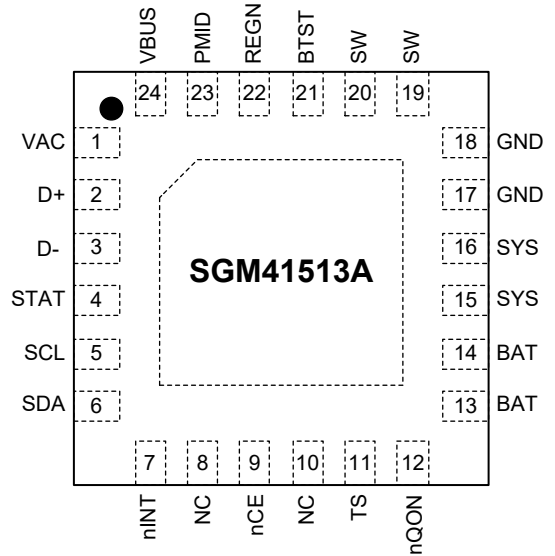 VBUS PMID REGN BTST SW SW
24 23 22 21 20 19
VAC 1 18 GND
D+ 2 17 GND
D- 3 16 SYS
SGM41513A
STAT 4 15 SYS
SCL 5 14 BAT
SDA 6 13 BAT
7 8 9 10 11 12
nINT NC nCE NC TS nQON